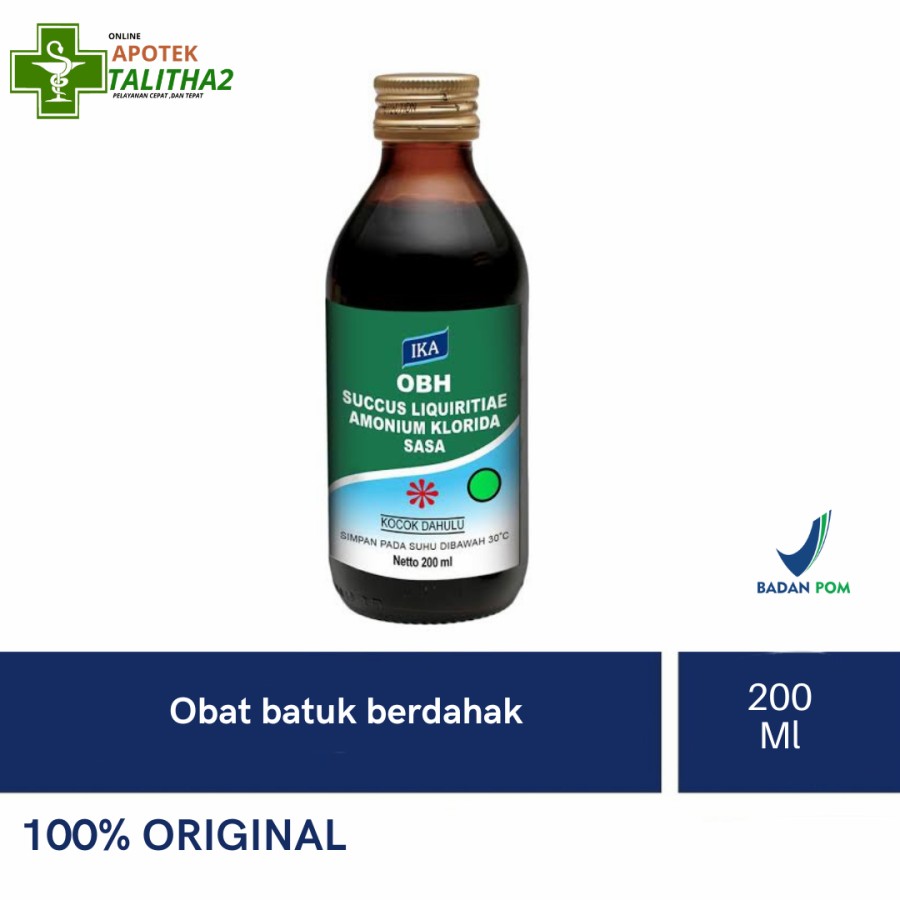 ONLINE
APOTEK
TALITHA2
PELAYANAN CEPAT ,DAN TEPAT
IKA
OBH
SUCCUS LIQUIRITIAE
AMONIUM KLORIDA
SASA
KOCOK DAHULU
SIMPAN PADA SUHU DIBAWAH 30°C
Netto 200 ml
BADAN POM
Obat batuk berdahak
200
Ml
100% ORIGINAL